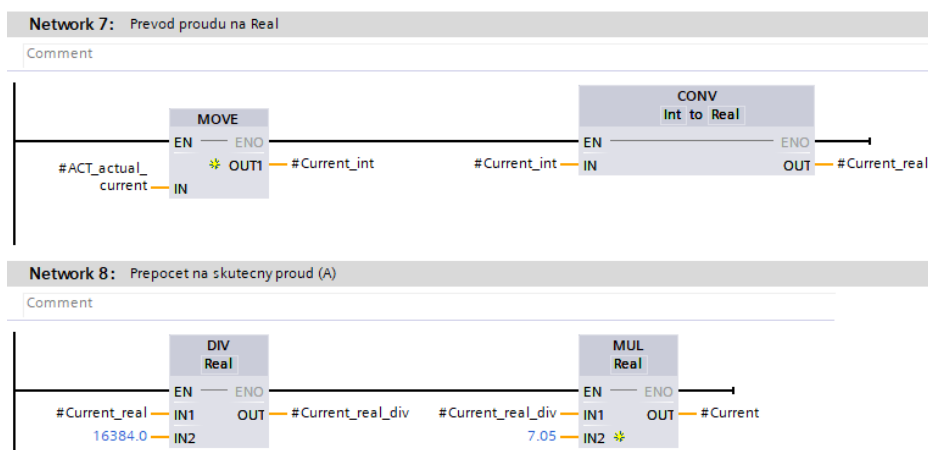 Network 7: Prevod proudu na Real
Comment
CONV
Int to Real
MOVE
EN ENO
EN ENO
#ACT_actual_
current IN
OUT1 #Current_int
#Current_int IN
OUT #Current_real
Network 8: Prepocet na skutecny proud (A)
Comment
DIV
Real
MUL
Real
EN ENO
EN ENO
#Current_real IN1 OUT #Current_real_div
#Current_real_div IN1 OUT #Current
16384.0 IN2
7.05 IN2